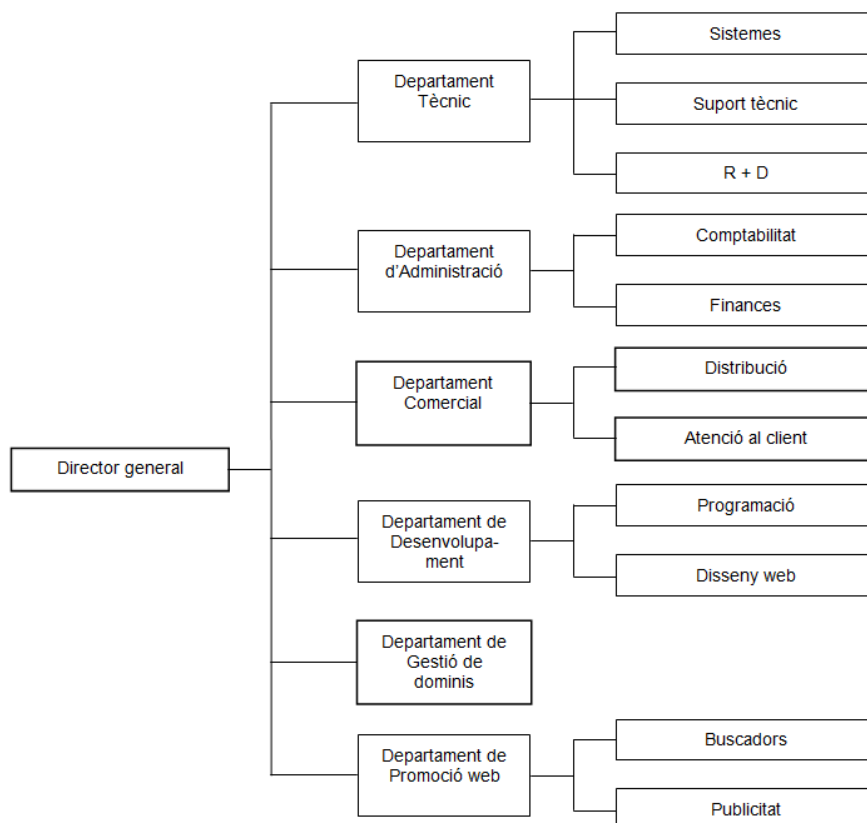 Sistemes
Departament
Tècnic
Suport tècnic
R + D
Comptabilitat
Departament
d’Administració
Finances
Distribució
Departament
Comercial
Atenció al client
Director general
Programació
Departament de
Desenvolupa-
ment
Disseny web
Departament de
Gestió de
dominis
Buscadors
Departament de
Promoció web
Publicitat